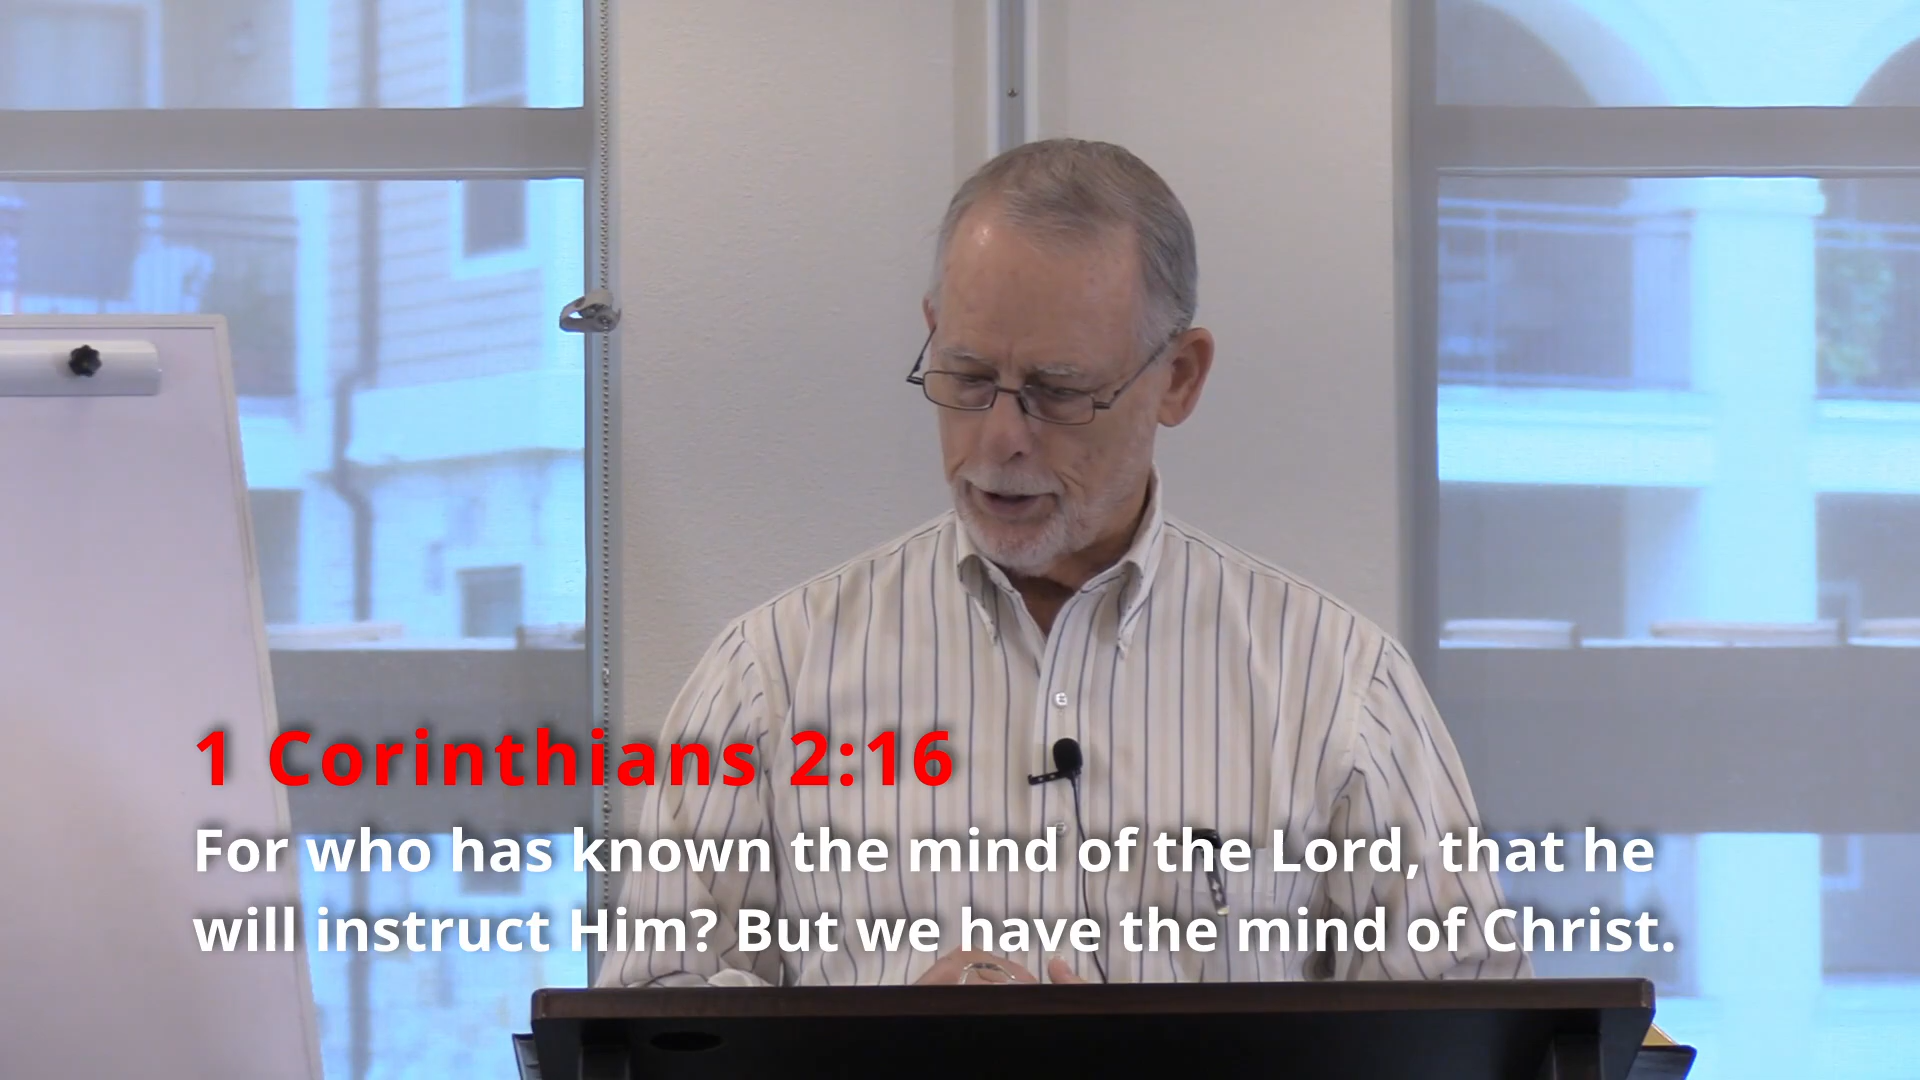 1 Corinthians 2:16
For who has known the mind of the Lord, that he
will instruct Him? But we have the mind of Christ.